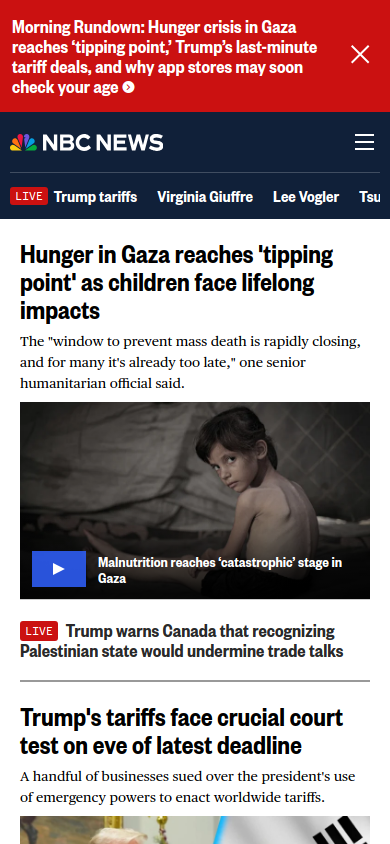 Morning Rundown: Hunger crisis in Gaza
reaches ‘tipping point,’ Trump’s last-minute
tariff deals, and why app stores may soon
check your age
NBC NEWS
LIVE Trump tariffs Virginia Giuffre Lee Vogler Tsu
Hunger in Gaza reaches 'tipping
point' as children face lifelong
impacts
The "window to prevent mass death is rapidly closing,
and for many it's already too late," one senior
humanitarian official said.
Malnutrition reaches ‘catastrophic’ stage in
Gaza
LIVE Trump warns Canada that recognizing
Palestinian state would undermine trade talks
Trump's tariffs face crucial court
test on eve of latest deadline
A handful of businesses sued over the president's use
of emergency powers to enact worldwide tariffs.